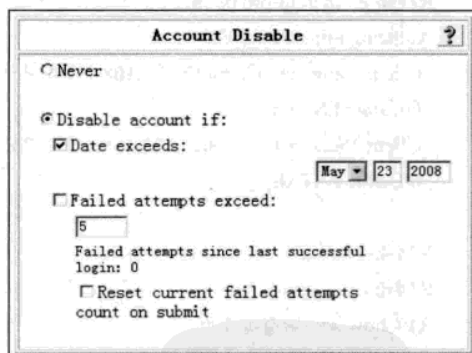 Account Disable ?
Never
Disable account if:
Date exceeds:
May 23 2008
Failed attempts exceed:
5
Failed attempts since last successful
login: 0
Reset current failed attempts
count on submit